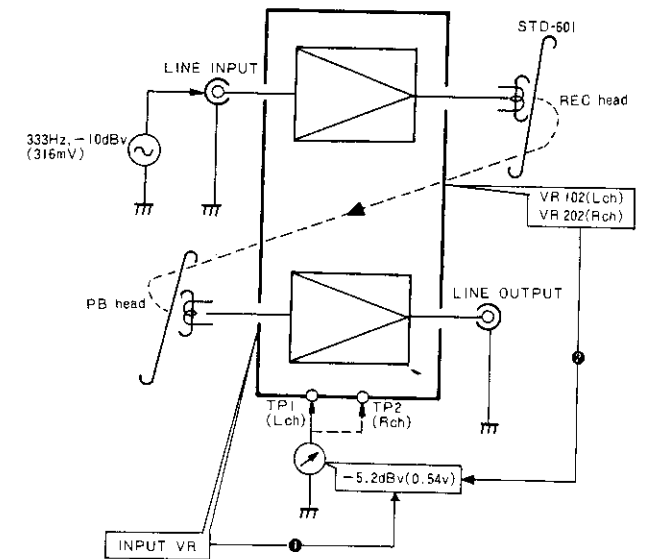 STD-601
LINE INPUT
REC head
333Hz, -10dBv
(316mV)
VR 102(Lch)
VR 202(Rch)
PB head
LINE OUTPUT
TP1
(Lch)
TP2
(Rch)
-5.2dBv(0.54v)
INPUT VR
1